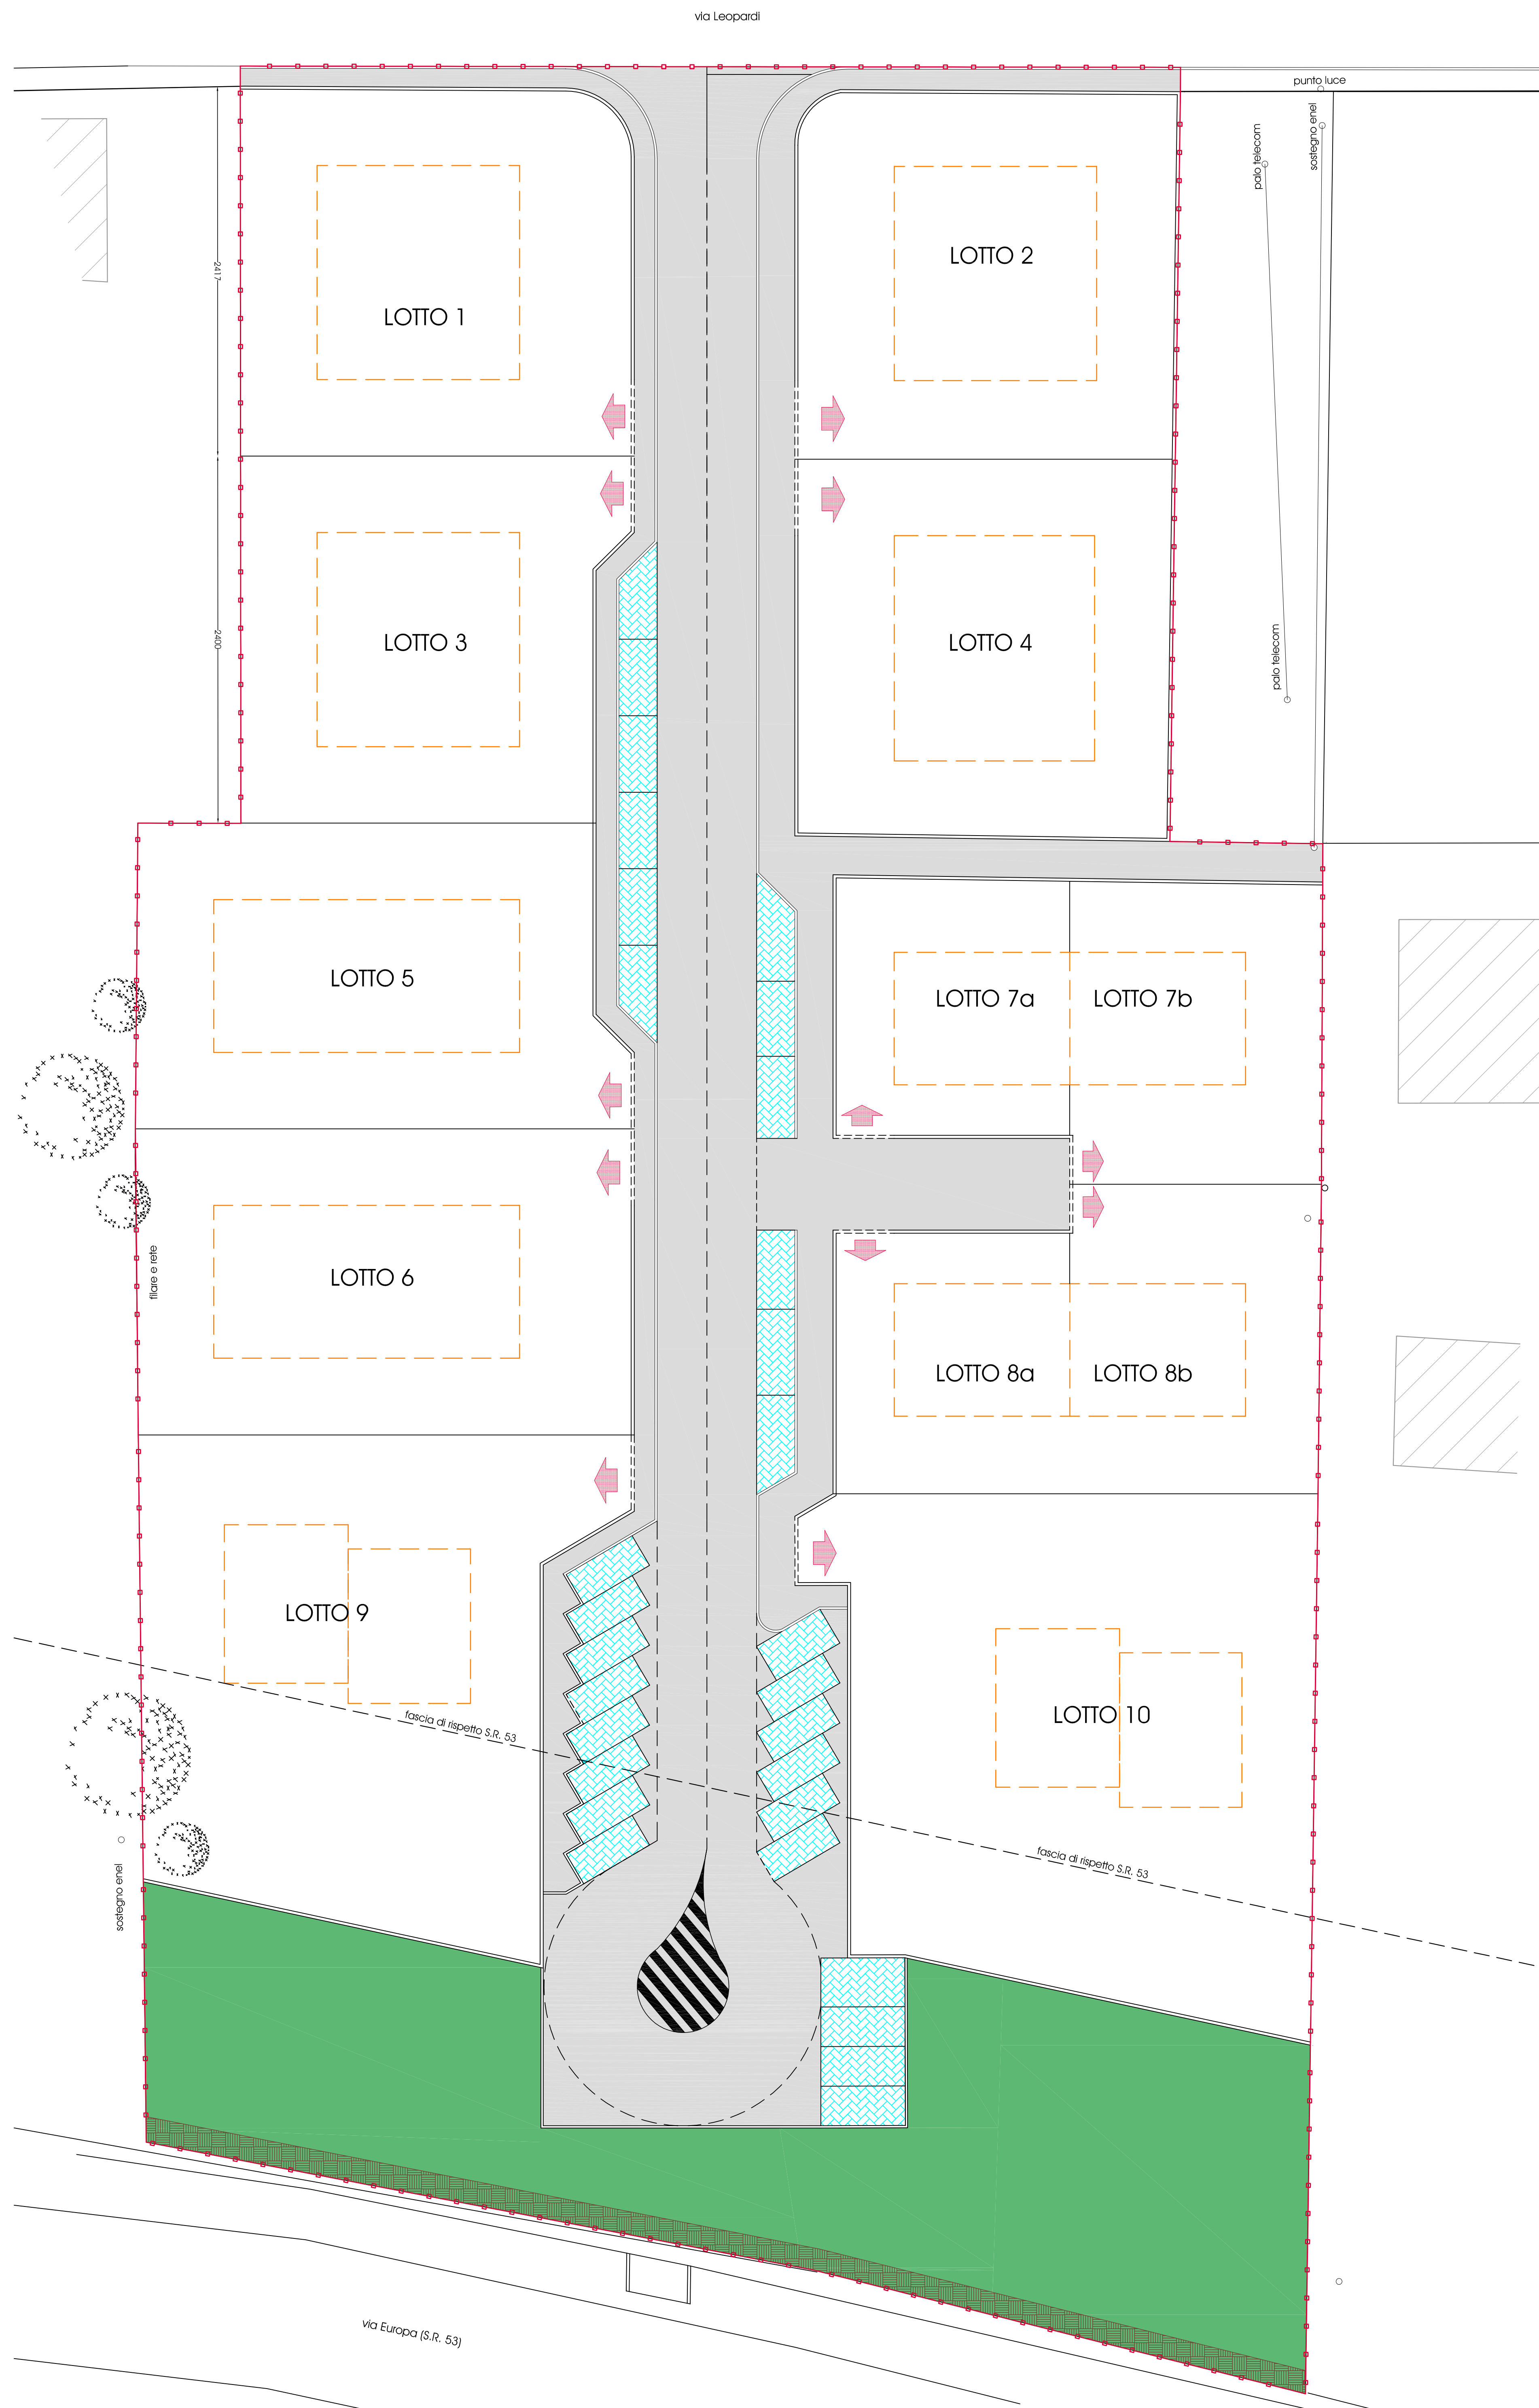 via Leopardi
punto luce
sostegno enel
palo telecom
LOTTO 2
2417
LOTTO 1
2400
LOTTO 3
LOTTO 4
palo telecom
LOTTO 5
LOTTO 7a
LOTTO 7b
filare e rete
LOTTO 6
LOTTO 8a
LOTTO 8b
LOTTO 9
LOTTO 10
fascia di rispetto S.R. 53
fascia di rispetto S.R. 53
sostegno enel
via Europa (S.R. 53)